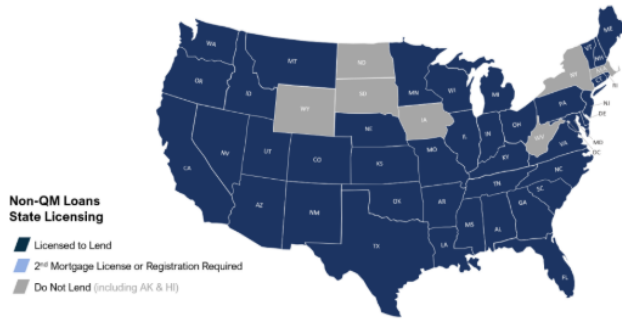 ME
WA
VT
NH
MT
ND
MN
OR
ID
WI
MI
NY
MA
CT
RI
WY
IA
PA
NJ
NE
DE
IL
IN
OH
NV
UT
CO
WV
VA
MD
DC
CA
KS
MO
KY
NC
TN
AZ
NM
OK
AR
SC
MS
AL
GA
TX
LA
FL
Non-QM Loans
State Licensing
Licensed to Lend
2nd Mortgage License or Registration Required
Do Not Lend (including AK & HI)